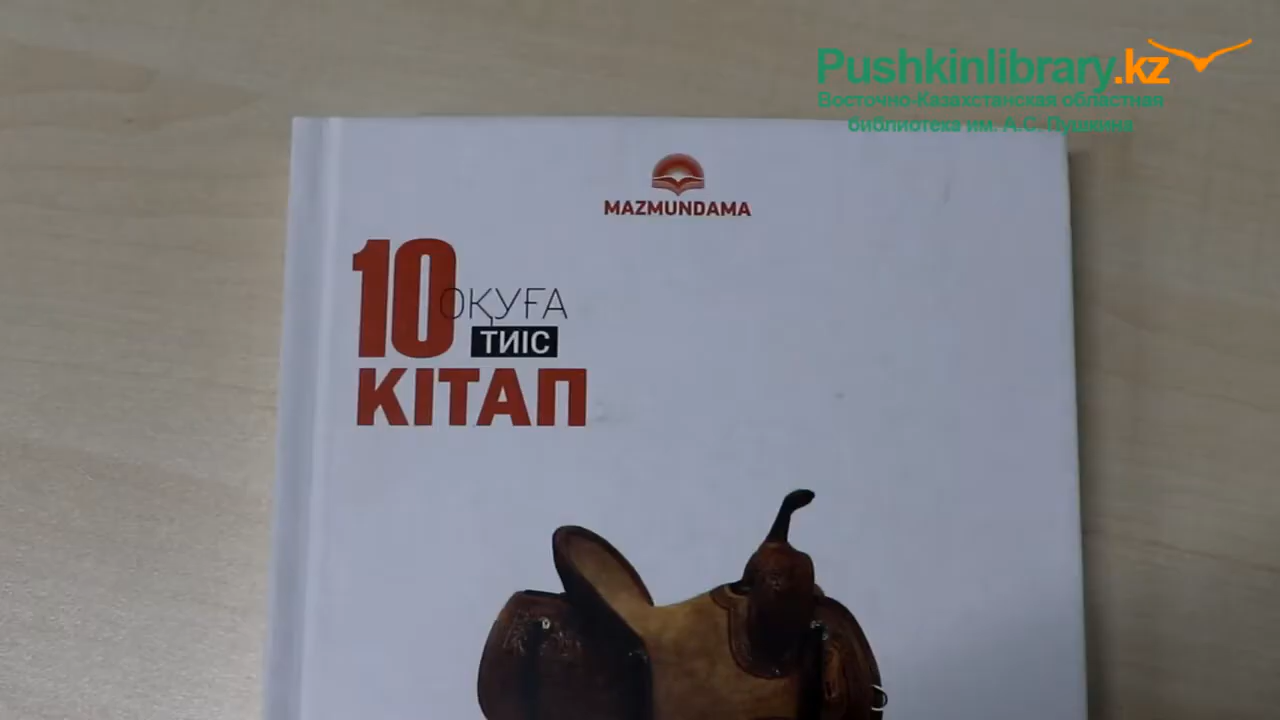 Pushkinlibrary.kz
Восточно-Казахстанская областная
библиотека им. А.С. Пушкина
MAZMUNDAMA
10
ОҚУҒА
ТИІС
КІТАП